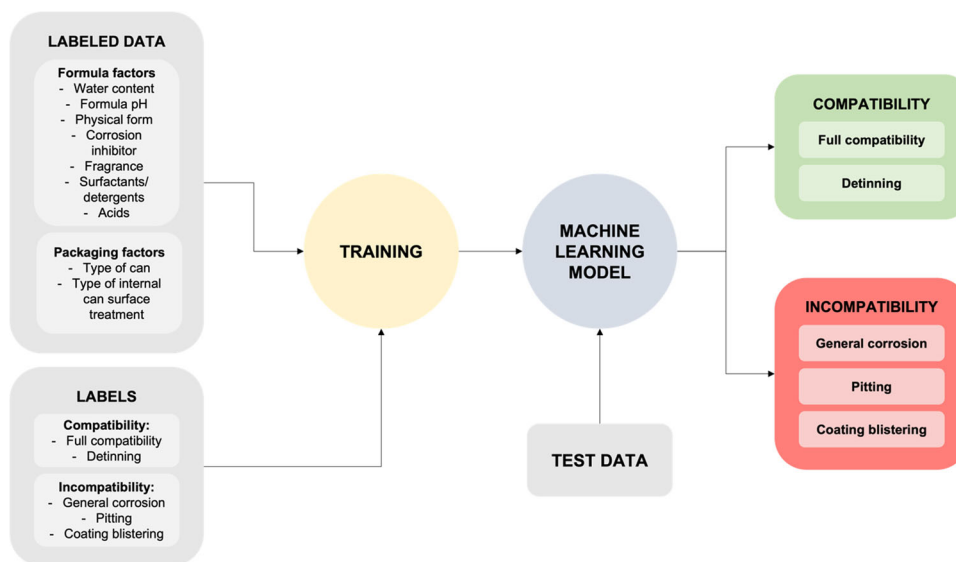 LABELED DATA
Formula factors
- Water content
- Formula pH
- Physical form
- Corrosion
inhibitor
- Fragrance
- Surfactants/
detergents
- Acids
Packaging factors
- Type of can
- Type of internal
can surface
treatment
LABELS
Compatibility:
- Full compatibility
- Detinning
Incompatibility:
- General corrosion
- Pitting
- Coating blistering
TRAINING
MACHINE
LEARNING
MODEL
TEST DATA
COMPATIBILITY
Full compatibility
Detinning
INCOMPATIBILITY
General corrosion
Pitting
Coating blistering